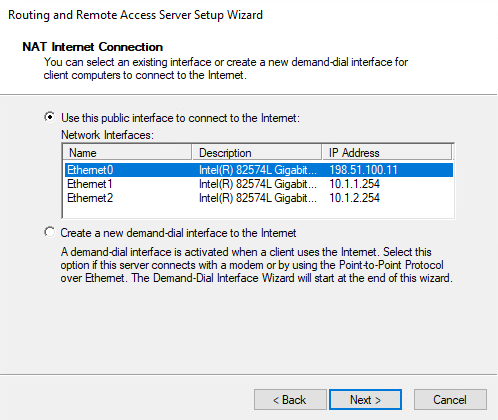 Routing and Remote Access Server Setup Wizard
NAT Internet Connection
You can select an existing interface or create a new demand-dial interface for
client computers to connect to the Internet.
Use this public interface to connect to the Internet:
Network Interfaces:
Name Description IP Address
Ethernet0 Intel(R) 82574L Gigabit... 198.51.100.11
Ethernet1 Intel(R) 82574L Gigabit... 10.1.1.254
Ethernet2 Intel(R) 82574L Gigabit... 10.1.2.254
Create a new demand-dial interface to the Internet
A demand-dial interface is activated when a client uses the Internet. Select this
option if this server connects with a modem or by using the Point-to-Point Protocol
over Ethernet. The Demand-Dial Interface Wizard will start at the end of this wizard.
< Back Next > Cancel